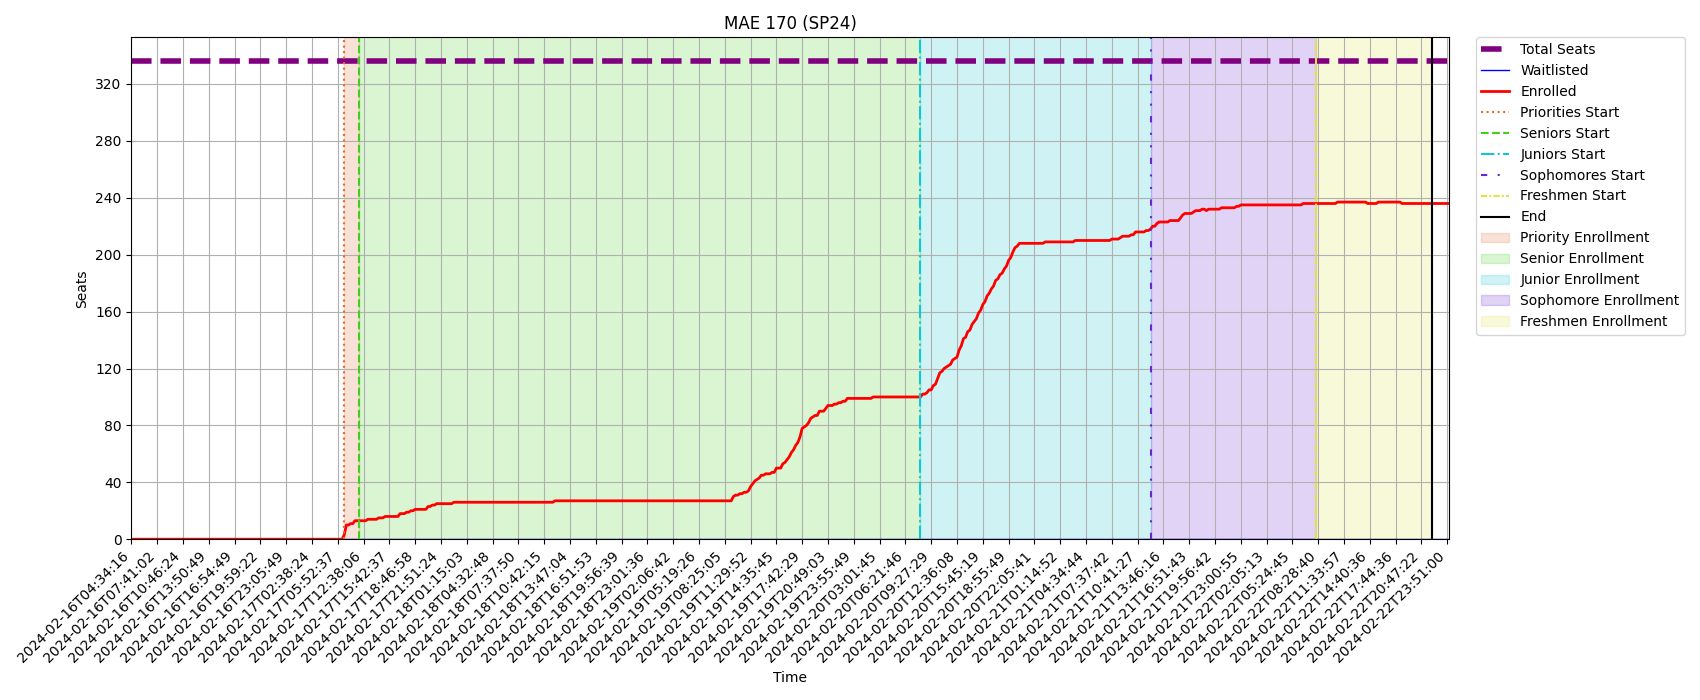 MAE 170 (SP24)
Total Seats
Waitlisted
Enrolled
Priorities Start
Seniors Start
Juniors Start
Sophomores Start
Freshmen Start
End
Priority Enrollment
Senior Enrollment
Junior Enrollment
Sophomore Enrollment
Freshmen Enrollment
Seats
320
280
240
200
160
120
80
40
0
2024-02-16T04:34:16
2024-02-16T07:41:02
2024-02-16T10:46:24
2024-02-16T13:50:49
2024-02-16T16:54:49
2024-02-16T19:59:22
2024-02-16T23:05:49
2024-02-17T02:38:24
2024-02-17T05:52:37
2024-02-17T12:38:06
2024-02-17T15:42:37
2024-02-17T18:46:58
2024-02-17T21:51:24
2024-02-18T01:15:03
2024-02-18T04:32:48
2024-02-18T07:37:50
2024-02-18T10:42:15
2024-02-18T13:47:04
2024-02-18T16:51:53
2024-02-18T19:56:39
2024-02-18T23:01:36
2024-02-19T02:06:42
2024-02-19T05:19:26
2024-02-19T08:25:05
2024-02-19T11:29:52
2024-02-19T14:35:45
2024-02-19T17:42:29
2024-02-19T20:49:03
2024-02-19T23:55:49
2024-02-20T03:01:45
2024-02-20T06:21:46
2024-02-20T09:27:29
2024-02-20T12:36:08
2024-02-20T15:45:19
2024-02-20T18:55:49
2024-02-20T22:05:41
2024-02-21T01:14:52
2024-02-21T04:34:44
2024-02-21T07:37:42
2024-02-21T10:41:27
2024-02-21T13:46:16
2024-02-21T16:51:43
2024-02-21T19:56:42
2024-02-21T23:00:55
2024-02-22T02:05:13
2024-02-22T05:24:45
2024-02-22T08:28:40
2024-02-22T11:33:57
2024-02-22T14:40:36
2024-02-22T17:44:36
2024-02-22T20:47:22
2024-02-22T23:51:00
Time